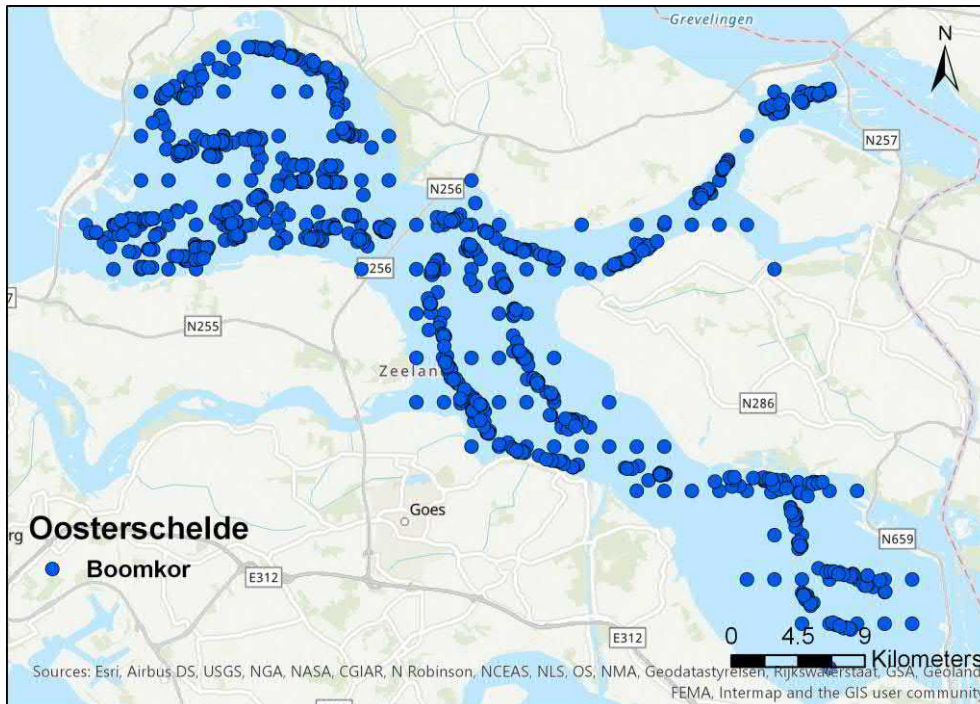 Grevelingen
N
N257
N256
N256
N255
Zeeland
N286
Goes
Oosterschelde
Boomkor
N659
E312
E312
0 4.5 9
Kilometers
Sources: Esri, Airbus DS, USGS, NGA, NASA, CGIAR, N Robinson, NCEAS, NLS, OS, NMA, Geodatastyrelsen, Rijkswaterstaat, GSA, Geoland
FEMA, Intermap and the GIS user community